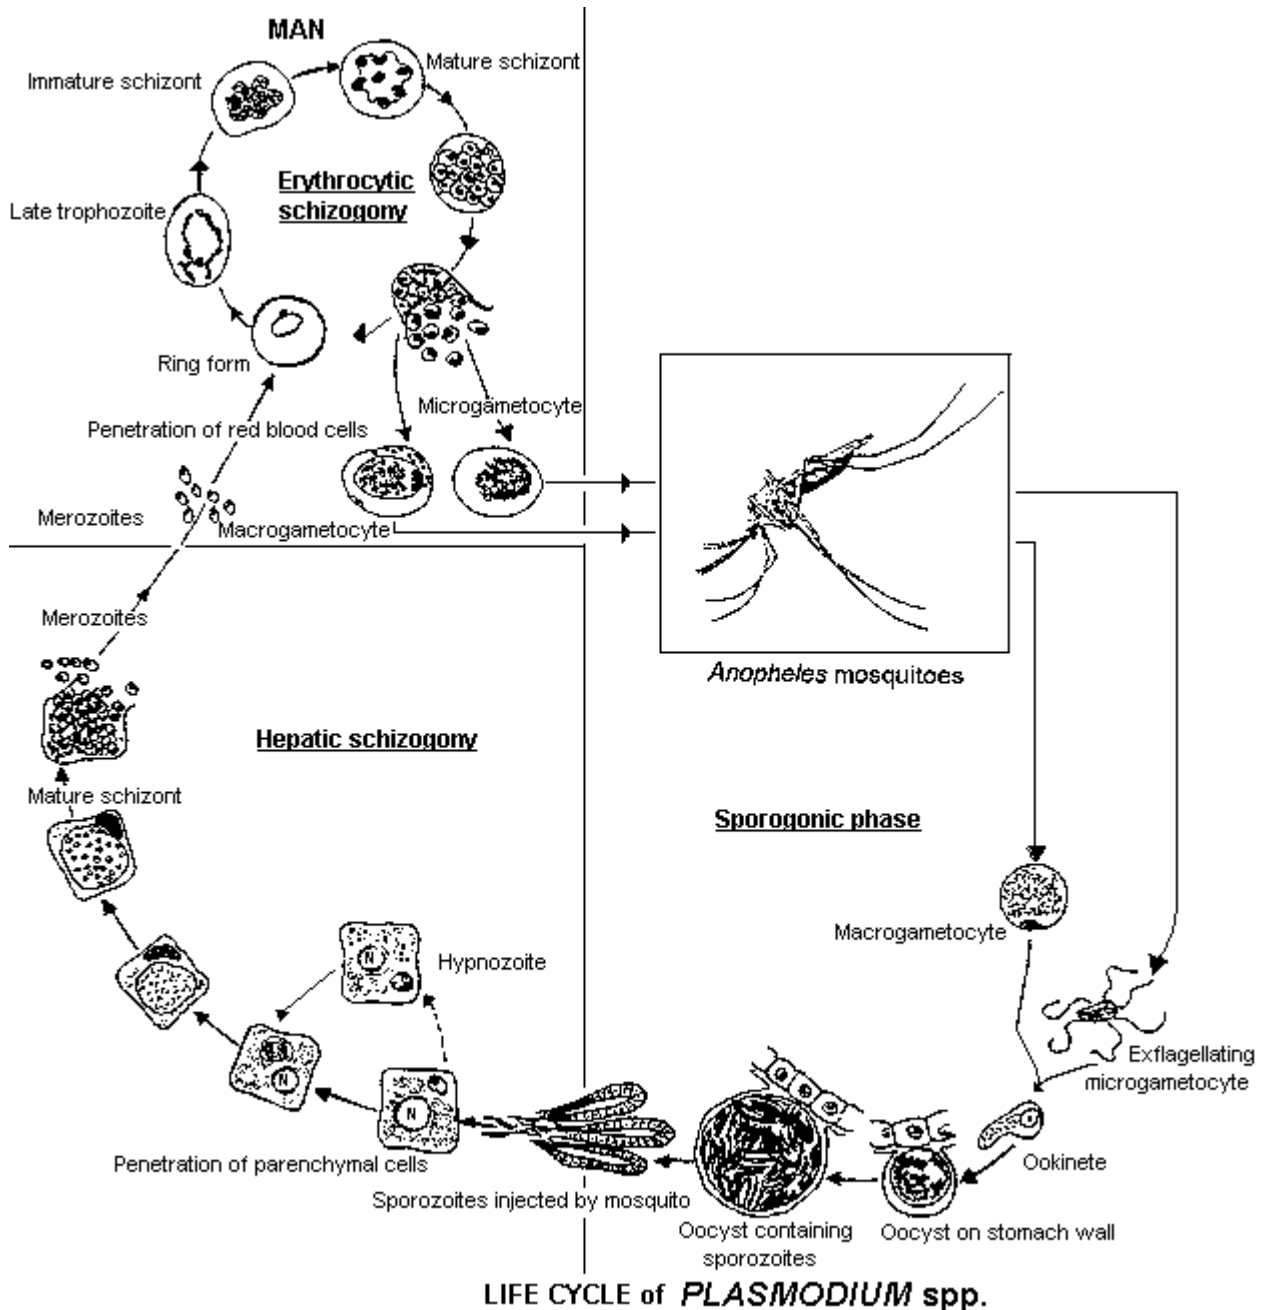 MAN
Mature schizont
Immature schizont
Erythrocytic
schizogony
Late trophozoite
Ring form
Microgametocyte
Penetration of red blood cells
Merozoites
Macrogametocyte
Merozoites
Anopheles mosquitoes
Hepatic schizogony
Mature schizont
Sporogonic phase
Macrogametocyte
Hypnozoite
N
Exflagellating
microgametocyte
N
N
Penetration of parenchymal cells
Ookinete
Sporozoites injected by mosquito
Oocyst containing
sporozoites
Oocyst on stomach wall
LIFE CYCLE of PLASMODIUM spp.